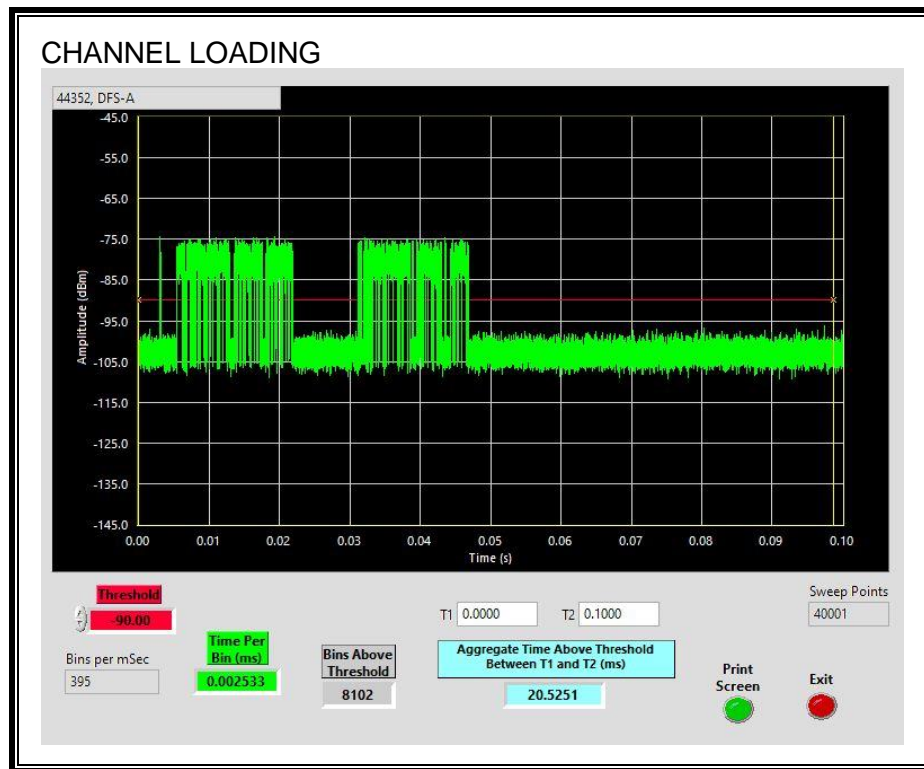 CHANNEL LOADING
44352, DFS-A
Amplitude (dBm)
-45.0
-55.0
-65.0
-75.0
-85.0
-95.0
-105.0
-115.0
-125.0
-135.0
-145.0
0.00 0.01 0.02 0.03 0.04 0.05 0.06 0.07 0.08 0.09 0.10
Time (s)
Threshold
-90.00
Bins per mSec
395
Time Per
Bin (ms)
0.002533
Bins Above
Threshold
8102
T1 0.0000 T2 0.1000
Aggregate Time Above Threshold
Between T1 and T2 (ms)
20.5251
Sweep Points
40001
Print
Screen
Exit